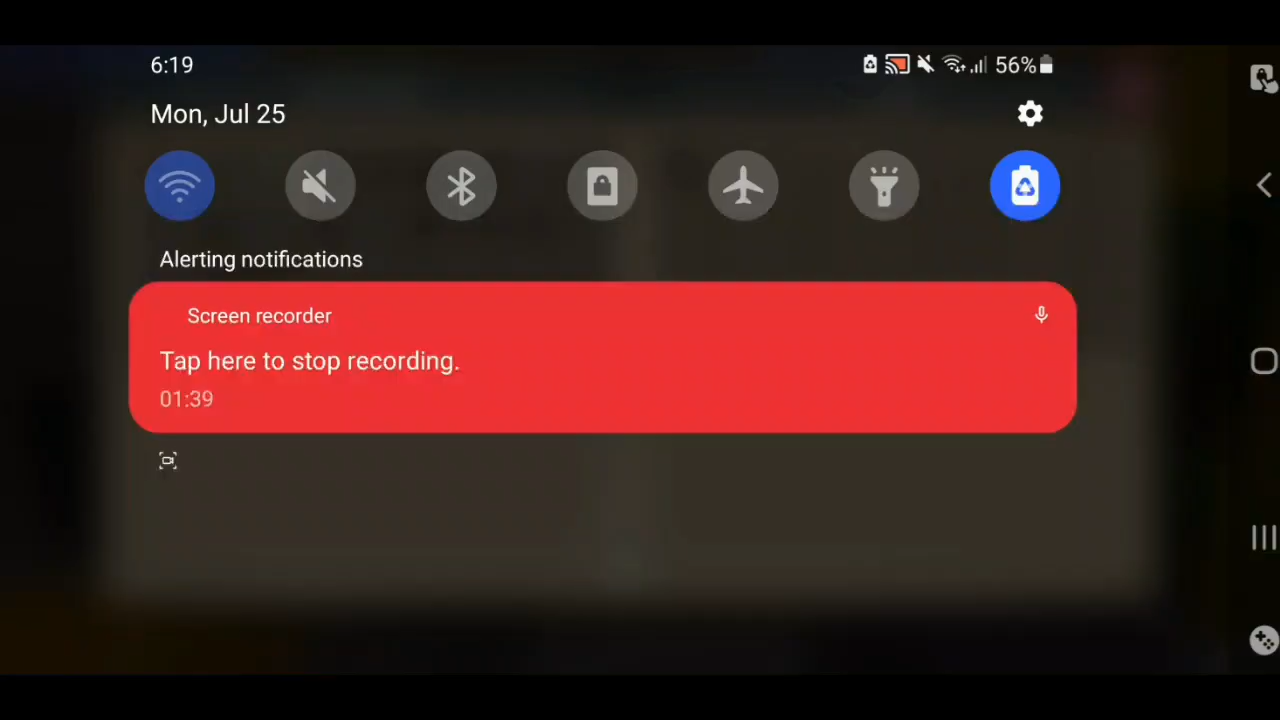 6:19
56%
Mon, Jul 25
Alerting notifications
Screen recorder
Tap here to stop recording.
01:39